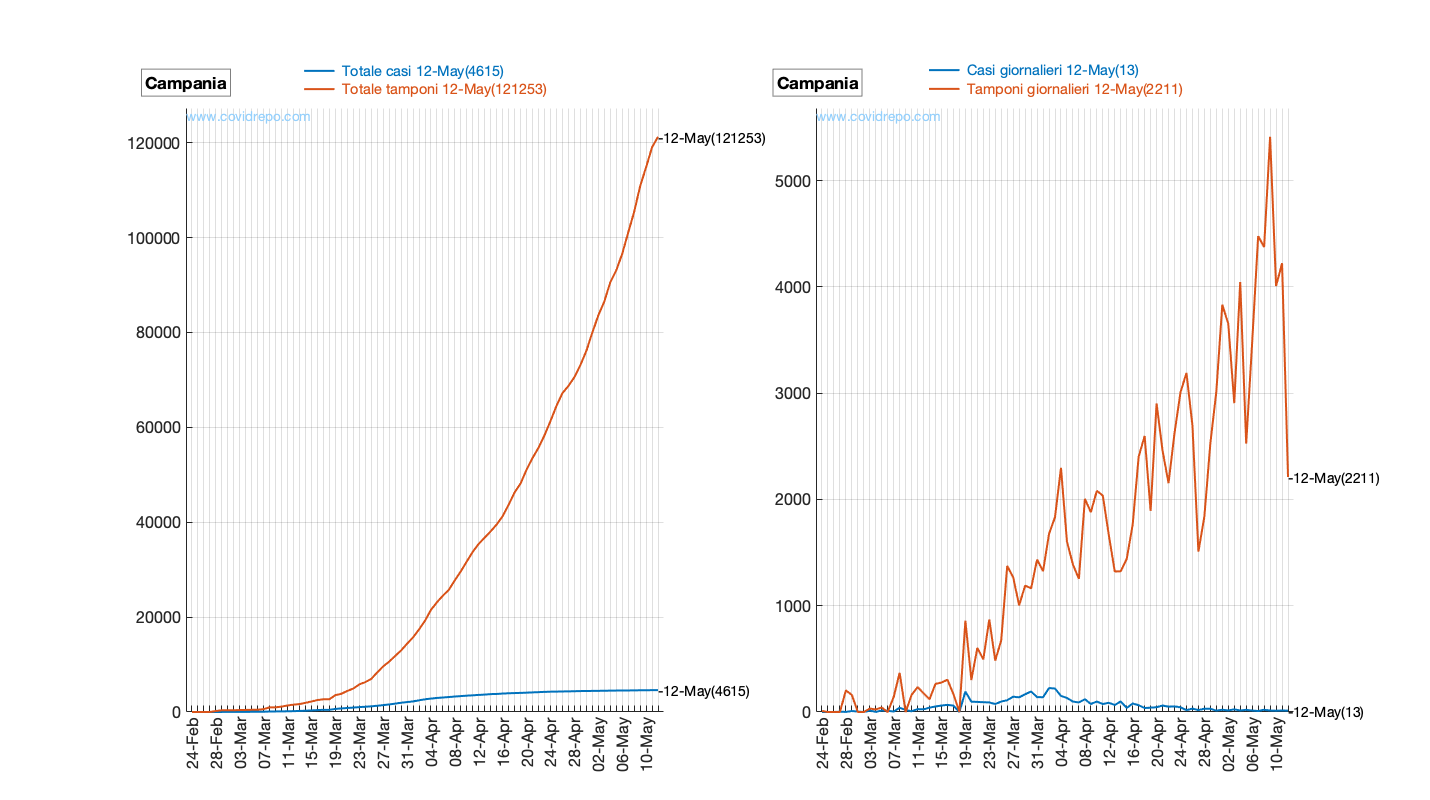 Campania
Totale casi 12-May(4615)
Totale tamponi 12-May(121253)
www.covidrepo.com
120000
100000
80000
60000
40000
20000
0
12-May(121253)
12-May(4615)
24-Feb
28-Feb
03-Mar
07-Mar
11-Mar
15-Mar
19-Mar
23-Mar
27-Mar
31-Mar
04-Apr
08-Apr
12-Apr
16-Apr
20-Apr
24-Apr
28-Apr
02-May
06-May
10-May
Campania
Casi giornalieri 12-May(13)
Tamponi giornalieri 12-May(2211)
www.covidrepo.com
5000
4000
3000
2000
1000
0
12-May(2211)
12-May(13)
24-Feb
28-Feb
03-Mar
07-Mar
11-Mar
15-Mar
19-Mar
23-Mar
27-Mar
31-Mar
04-Apr
08-Apr
12-Apr
16-Apr
20-Apr
24-Apr
28-Apr
02-May
06-May
10-May